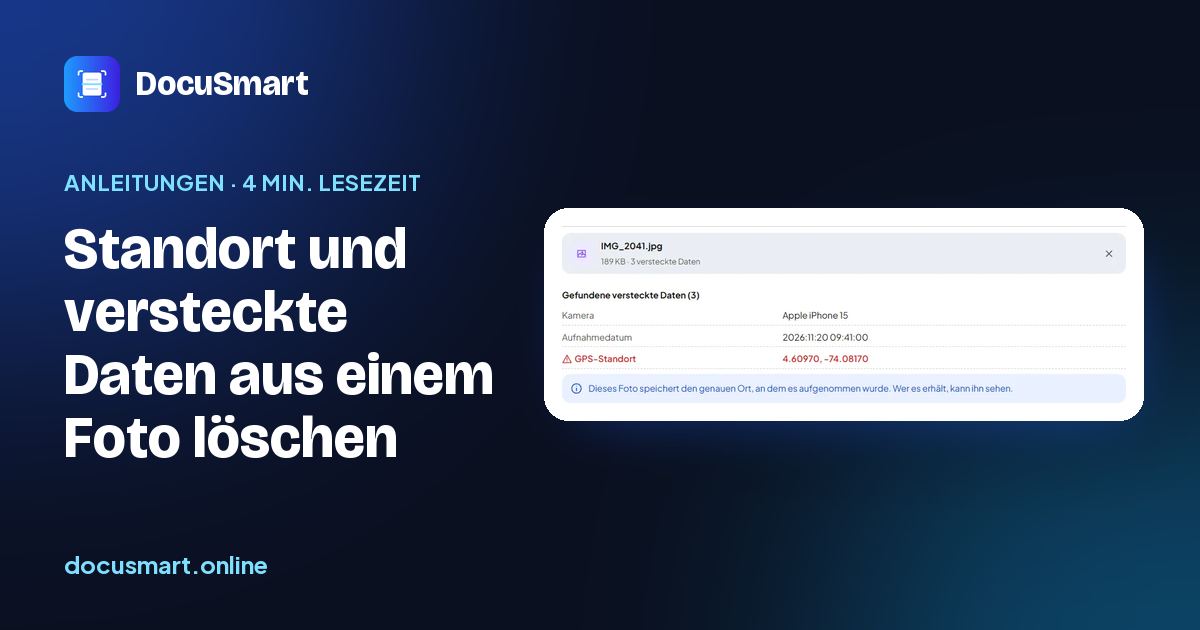 DocuSmart
ANLEITUNGEN · 4 MIN. LESEZEIT
Standort und
versteckte
Daten aus einem
Foto löschen
docusmart.online
IMG_2041.jpg
189 KB · 3 versteckte Daten
Gefundene versteckte Daten (3)
Kamera Apple iPhone 15
Aufnahmedatum 2026:11:20 09:41:00
GPS-Standort 4.60970, -74.08170
Dieses Foto speichert den genauen Ort, an dem es aufgenommen wurde. Wer es erhält, kann ihn sehen.